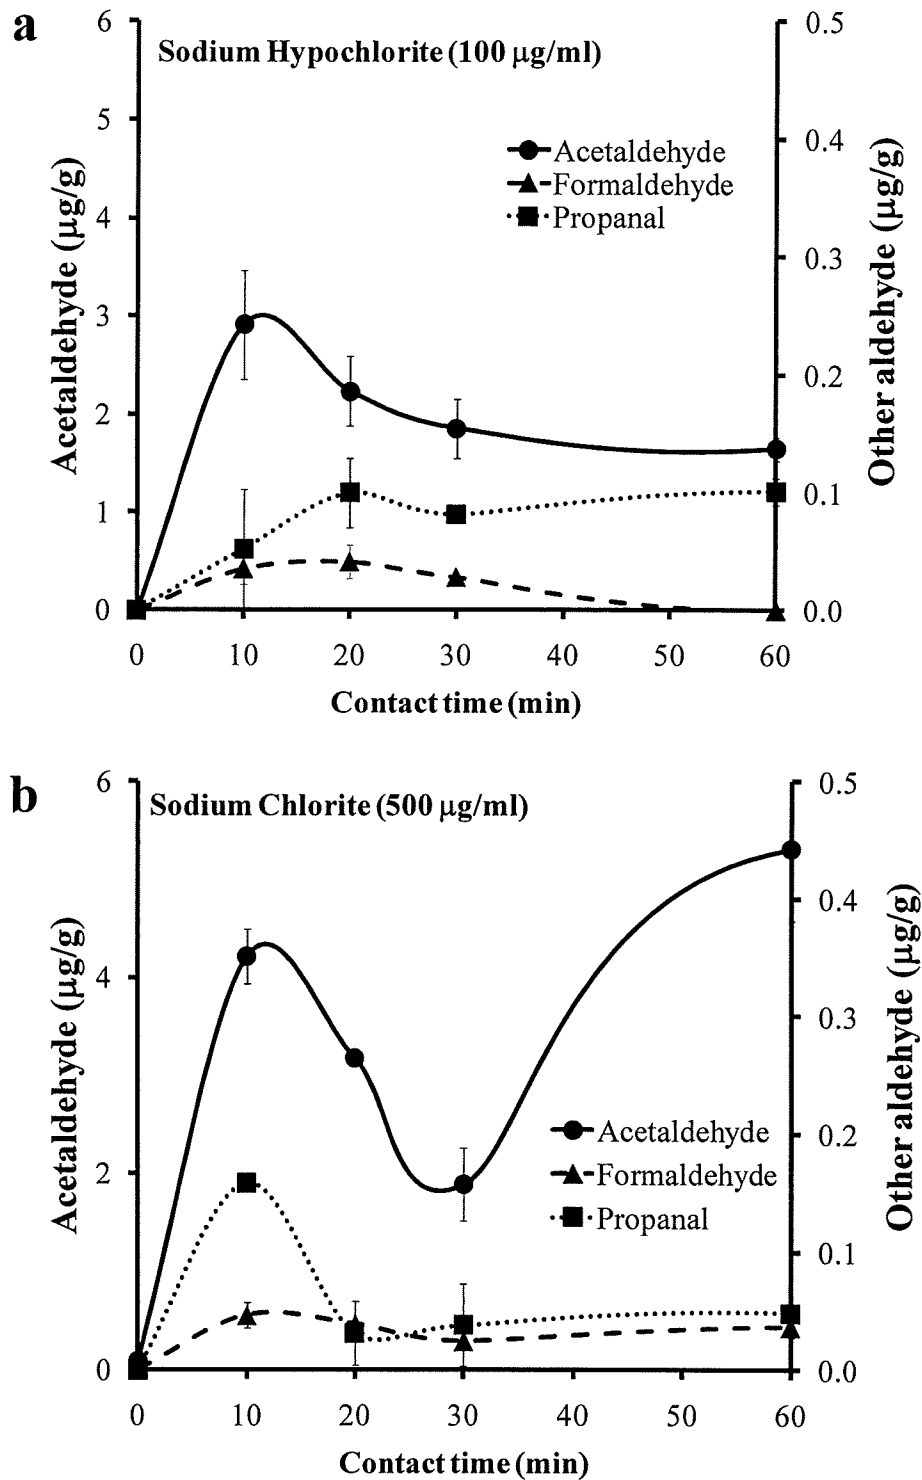 a
Sodium Hypochlorite (100 µg/ml)
Acetaldehyde (µg/g)
6
5
4
3
2
1
0
Acetaldehyde
Formaldehyde
Propanal
0.5
0.4
0.3
0.2
0.1
0.0
Other aldehyde (µg/g)
0 10 20 30 40 50 60
Contact time (min)
b
Sodium Chlorite (500 µg/ml)
Acetaldehyde (µg/g)
6
4
2
0
Acetaldehyde
Formaldehyde
Propanal
0.5
0.4
0.3
0.2
0.1
0.0
Other aldehyde (µg/g)
0 10 20 30 40 50 60
Contact time (min)